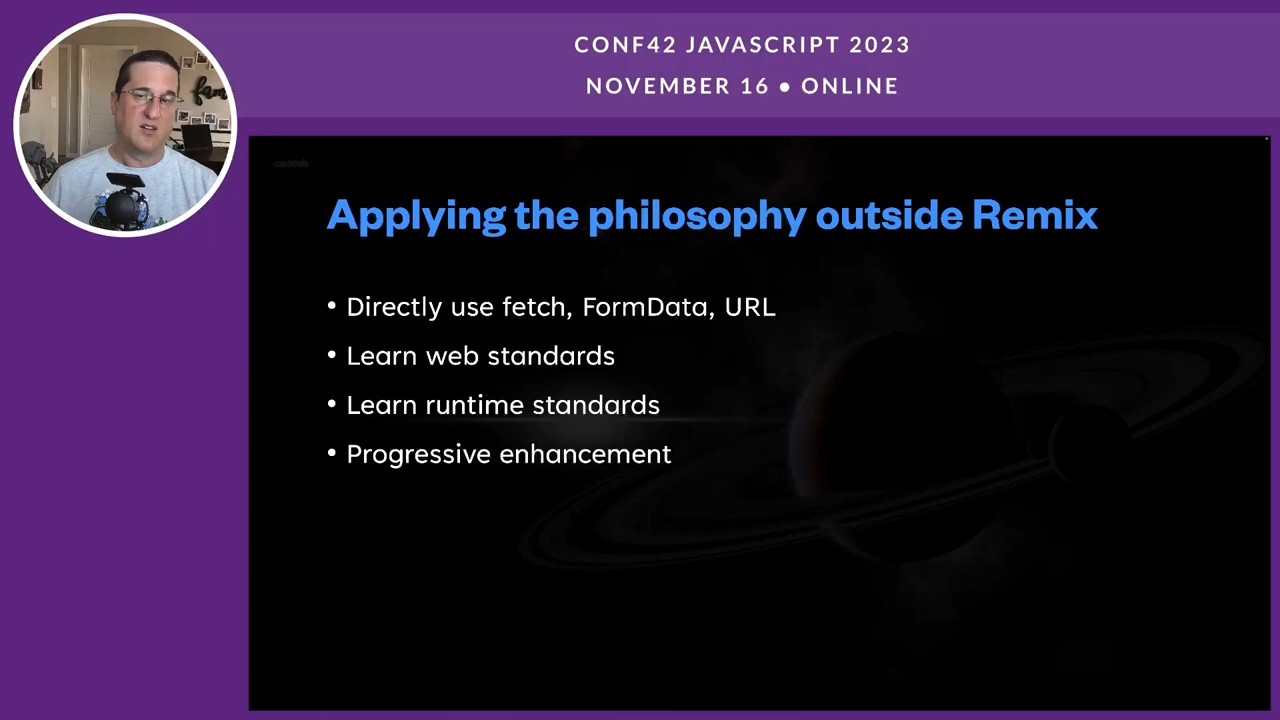 CONF42 JAVASCRIPT 2023
NOVEMBER 16 • ONLINE
Applying the philosophy outside Remix
• Directly use fetch, FormData, URL
• Learn web standards
• Learn runtime standards
• Progressive enhancement